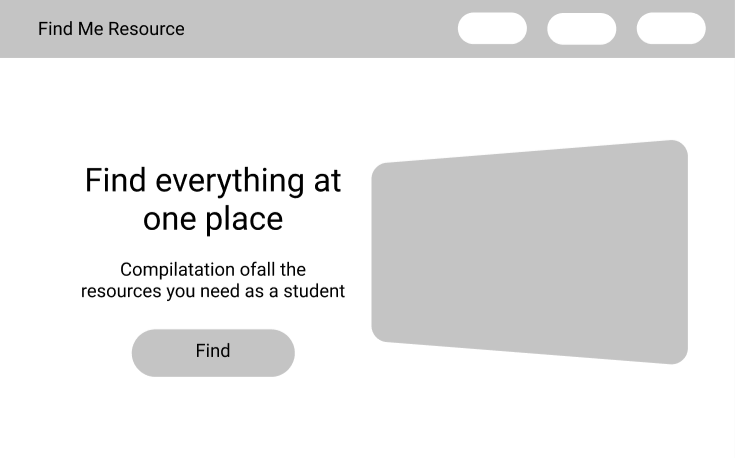 Find Me Resource
Find everything at
one place
Compilatation ofall the
resources you need as a student
Find